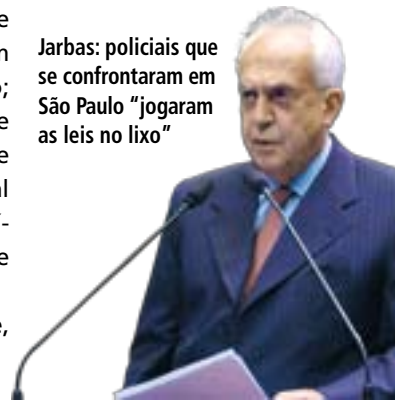 Jarbas: policiais que
se confrontaram em
São Paulo “jogaram
as leis no lixo”